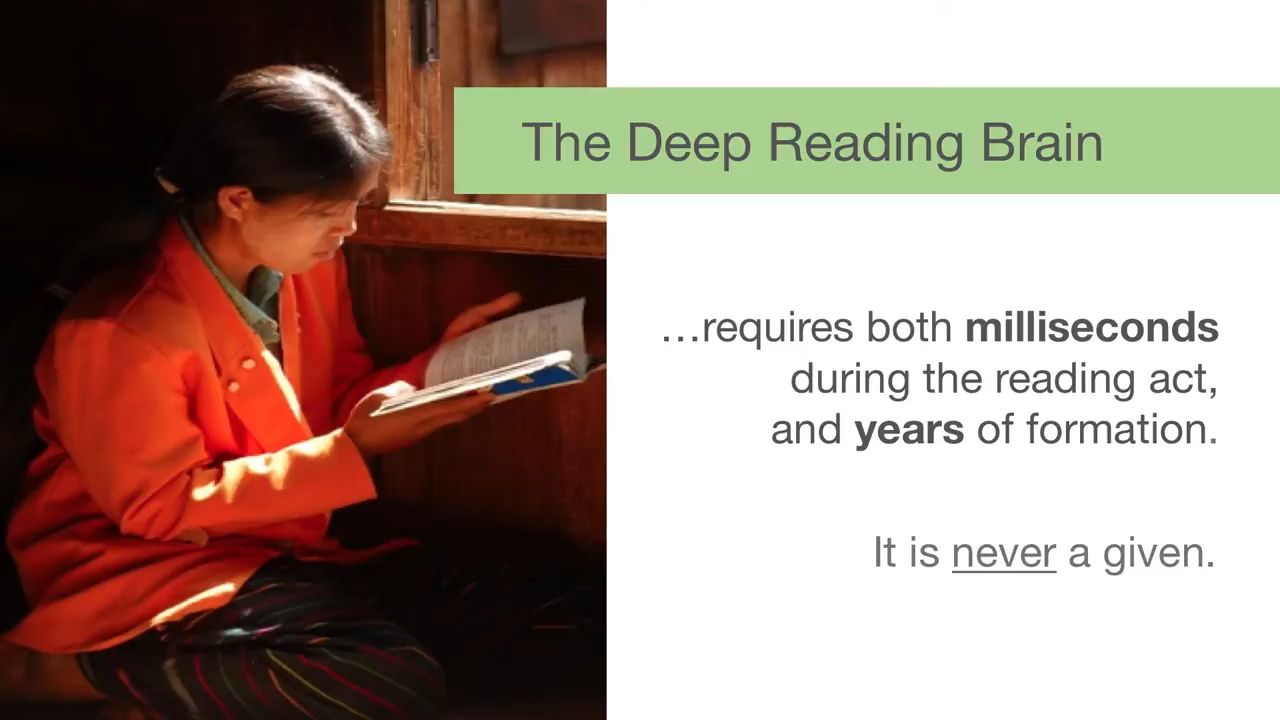 The Deep Reading Brain
…requires both milliseconds
during the reading act,
and years of formation.
It is never a given.